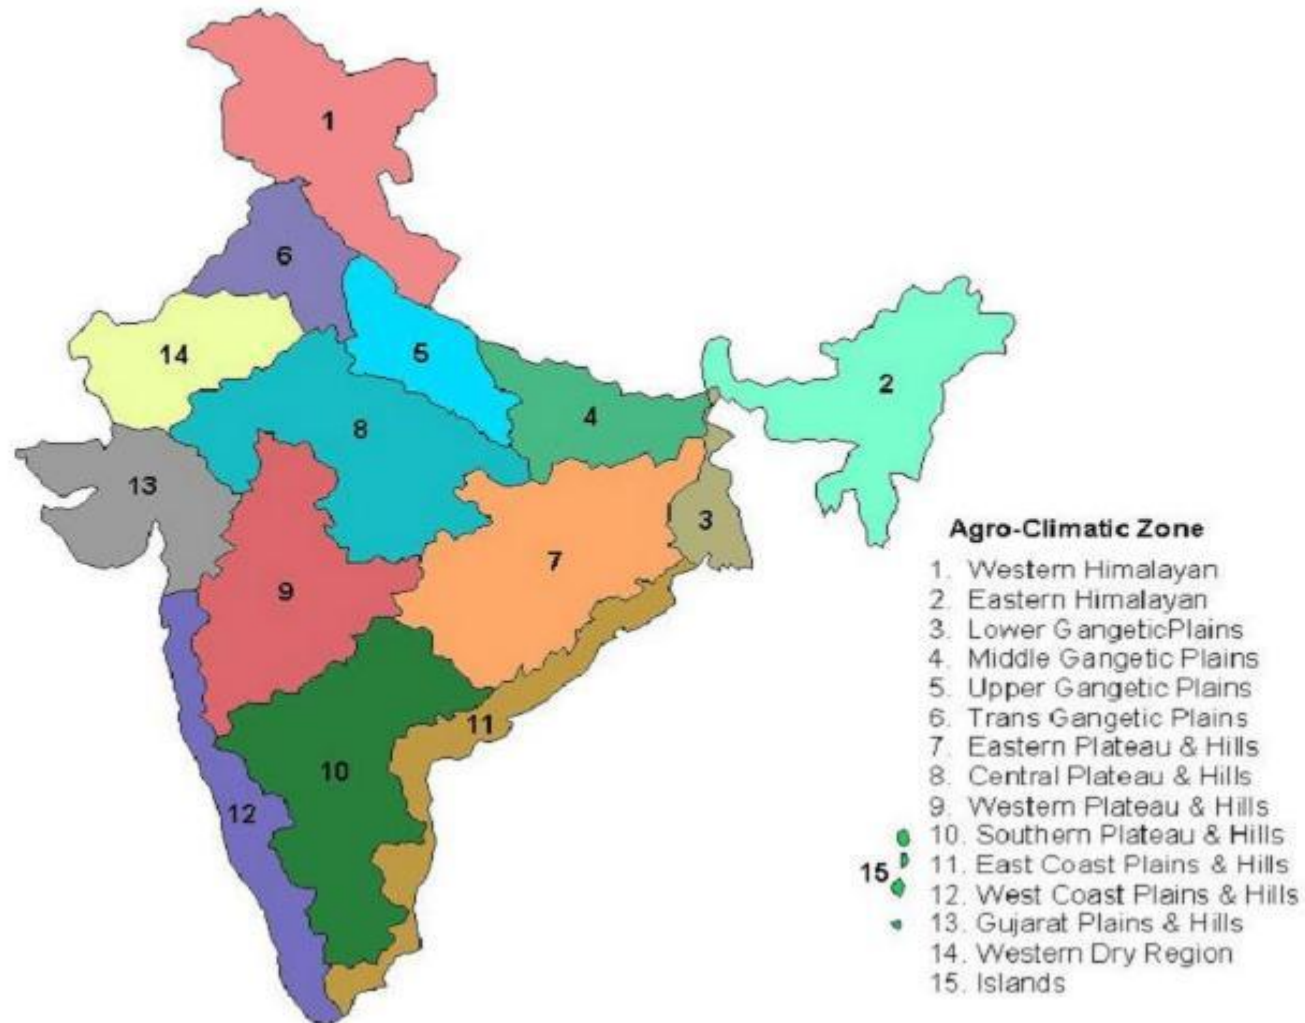 1
6
14
5
2
8
4
13
3
7
9
11
10
12
15
Agro-Climatic Zone
1. Western Himalayan
2. Eastern Himalayan
3. Lower GangeticPlains
4. Middle Gangetic Plains
5. Upper Gangetic Plains
6. Trans Gangetic Plains
7. Eastern Plateau & Hills
8. Central Plateau & Hills
9. Western Plateau & Hills
10. Southern Plateau & Hills
11. East Coast Plains & Hills
12. West Coast Plains & Hills
13. Gujarat Plains & Hills
14. Western Dry Region
15. Islands